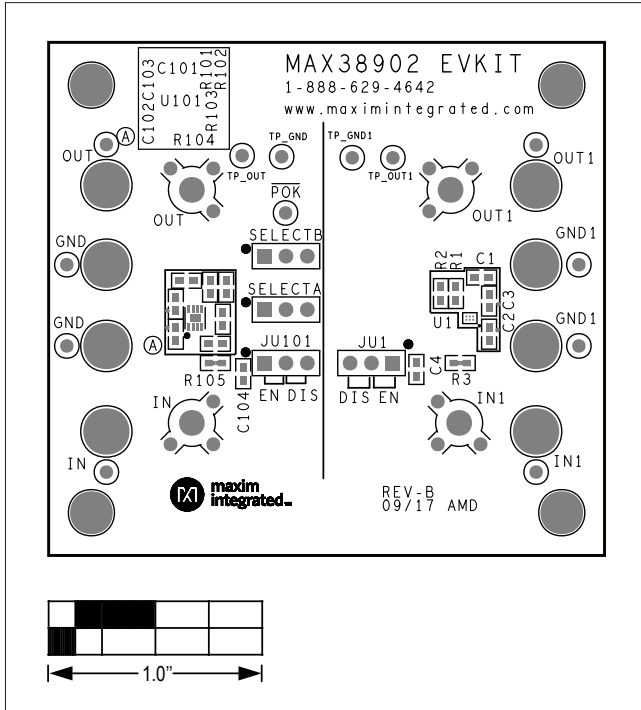 MAX38902 EVKIT
1-888-629-4642
www.maximintegrated.com
C102
C103
C101
U101
R101
R102
R103
R104
A
OUT
TP_OUT
TP_GND
TP_GND1
TP_OUT1
OUT1
OUT
POK
OUT1
GND
SELECTB
GND1
R2
R1
C1
SELECTA
GND
U1
C2
C3
GND1
A
JU101
JU1
R105
C104
EN DIS
DIS EN
C4
R3
IN
IN1
IN
IN1
maxim
integrated™
REV-B
09/17 AMD
1.0"